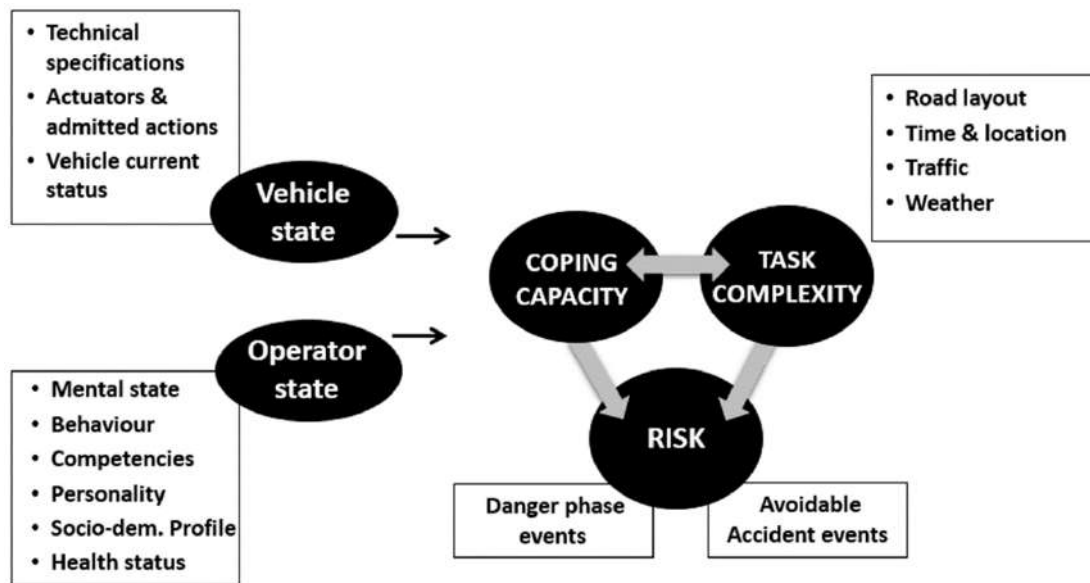 • Technical
specifications
• Actuators &
admitted actions
• Vehicle current
status
Vehicle
state
Operator
state
• Mental state
• Behaviour
• Competencies
• Personality
• Socio-dem. Profile
• Health status
COPING
CAPACITY
TASK
COMPLEXITY
• Road layout
• Time & location
• Traffic
• Weather
RISK
Danger phase
events
Avoidable
Accident events